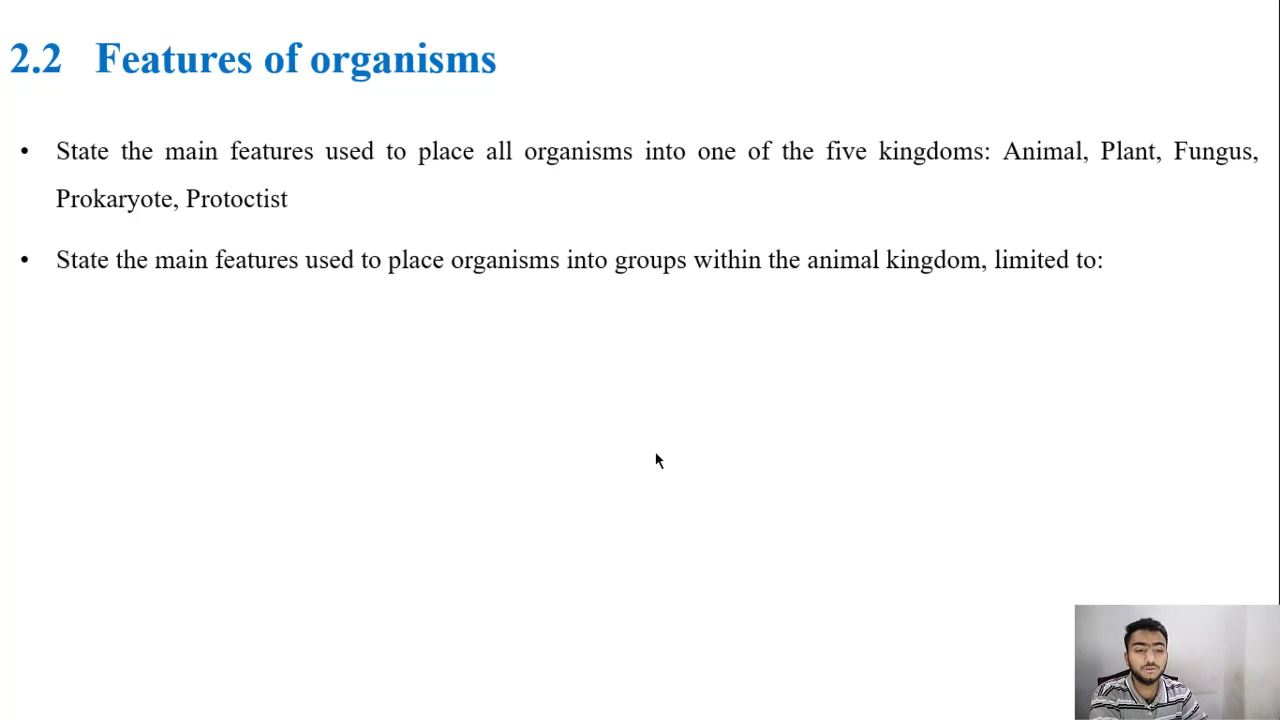 2.2 Features of organisms
• State the main features used to place all organisms into one of the five kingdoms: Animal, Plant, Fungus,
Prokaryote, Protoctist
• State the main features used to place organisms into groups within the animal kingdom, limited to: